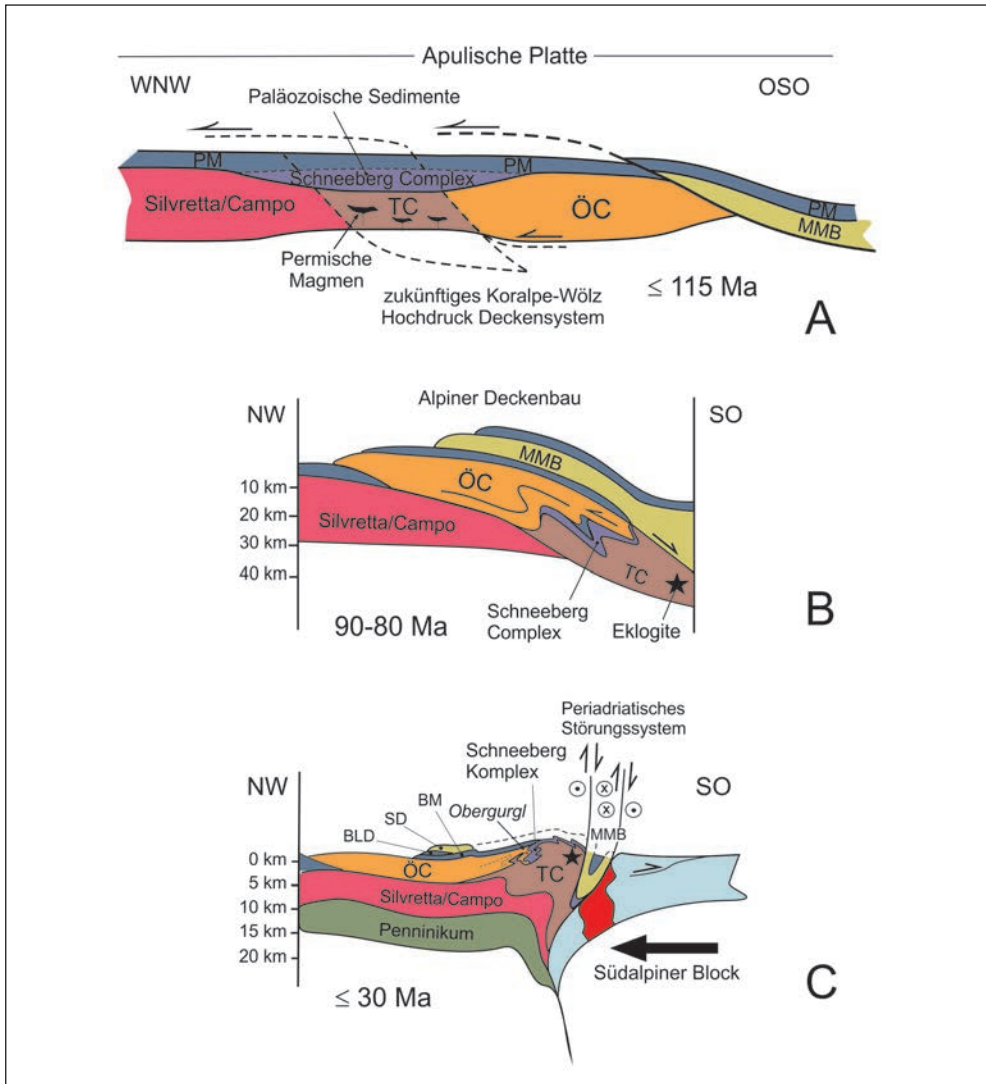 Apulische Platte
WNW
OSO
Paläozoische Sedimente
PM
PM
PM
Schneeberg Complex
Silvretta/Campo
TC
ÖC
MMB
Permische
Magmen
zukünftiges Koralpe-Wölz
Hochdruck Deckensystem
≤ 115 Ma
A
NW
Alpiner Deckenbau
SO
MMB
ÖC
10 km
20 km
30 km
40 km
Silvretta/Campo
TC
Schneeberg
Complex
Eklogite
90-80 Ma
B
Periadriatisches
Störungssystem
Schneeberg
Komplex
NW
SO
BM
Obergurgl
SD
BLD
MMB
0 km
5 km
10 km
15 km
20 km
ÖC
TC
Silvretta/Campo
Penninikum
Südalpiner Block
≤ 30 Ma
C